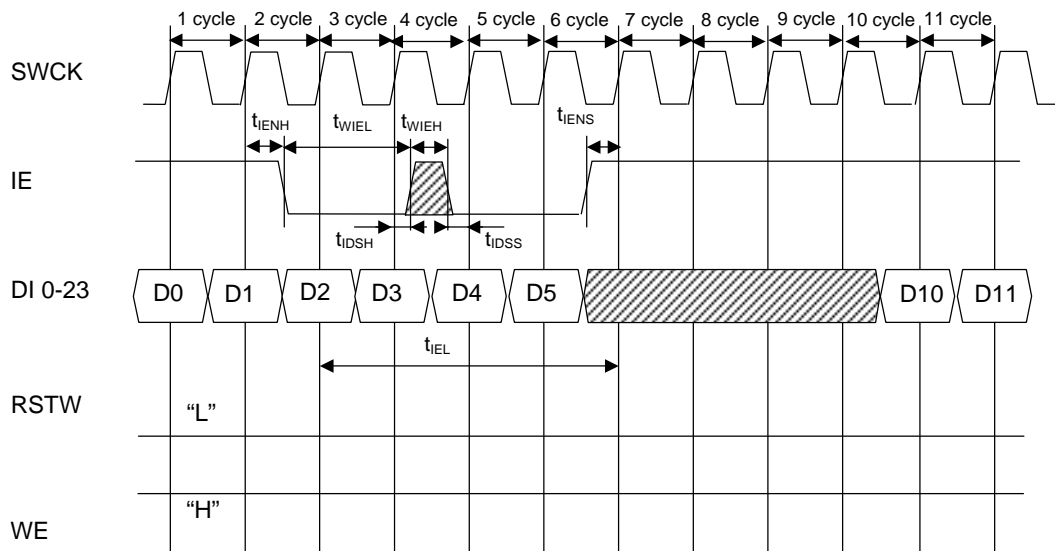 1 cycle 2 cycle 3 cycle 4 cycle 5 cycle 6 cycle 7 cycle 8 cycle 9 cycle 10 cycle 11 cycle
SWCK
tIENH tWIEL tWIEH tIENS
IE
tIDSH tIDSS
DI 0-23 D0 D1 D2 D3 D4 D5 D10 D11
tIEL
RSTW “L”
“H”
WE